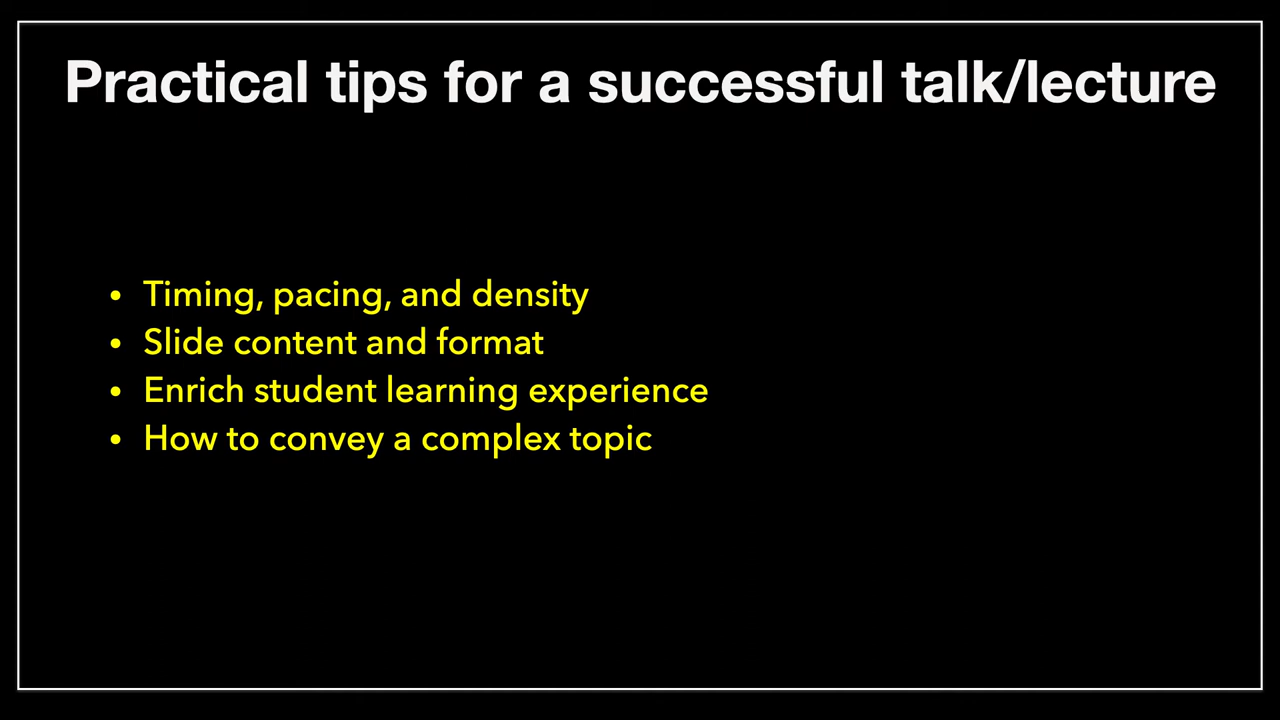 Practical tips for a successful talk/lecture
• Timing, pacing, and density
• Slide content and format
• Enrich student learning experience
• How to convey a complex topic